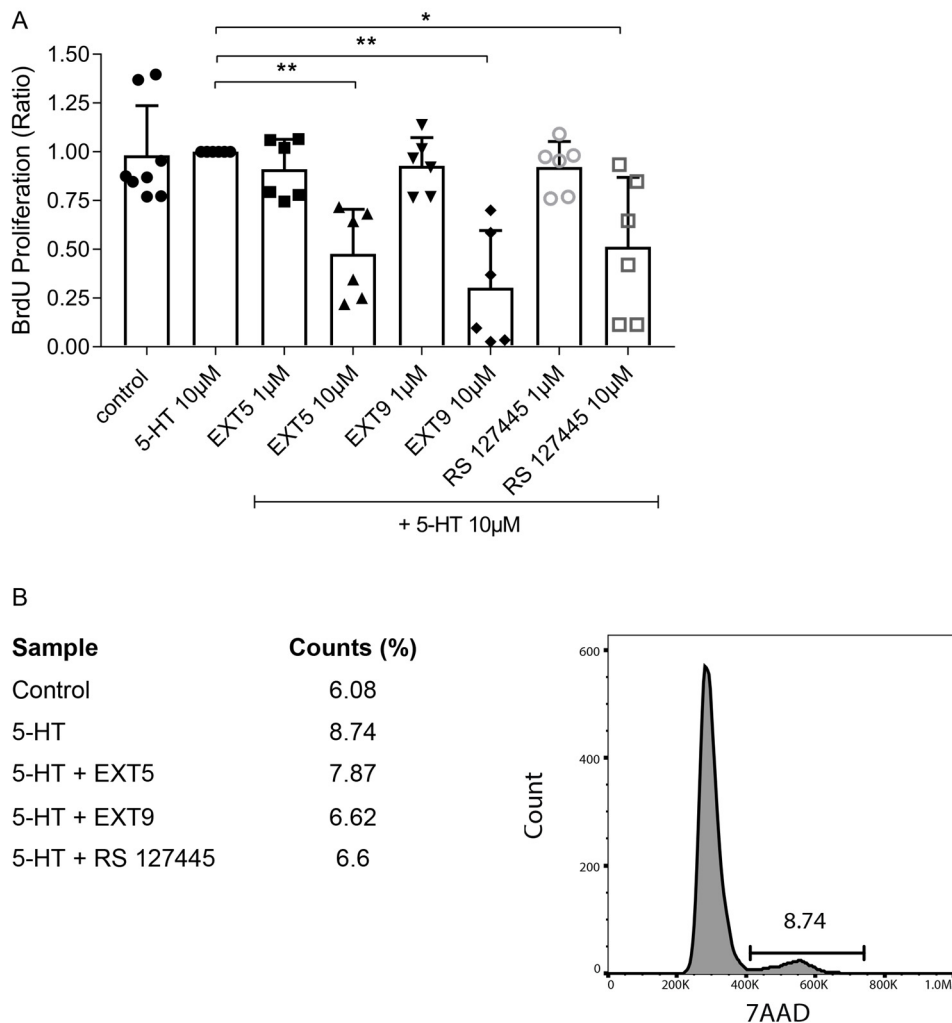 A
*
**
**
BrdU Proliferation (Ratio)
1.50
1.25
1.00
0.75
0.50
0.25
0.00
control
5-HT 10µM
EXT5 1µM
EXT5 10µM
EXT9 1µM
EXT9 10µM
RS 127445 1µM
RS 127445 10µM
+ 5-HT 10µM
B
Sample Counts (%)
Control 6.08
5-HT 8.74
5-HT + EXT5 7.87
5-HT + EXT9 6.62
5-HT + RS 127445 6.6
Count
600
400
200
0
8.74
0 200K 400K 600K 800K 1.0M
7AAD